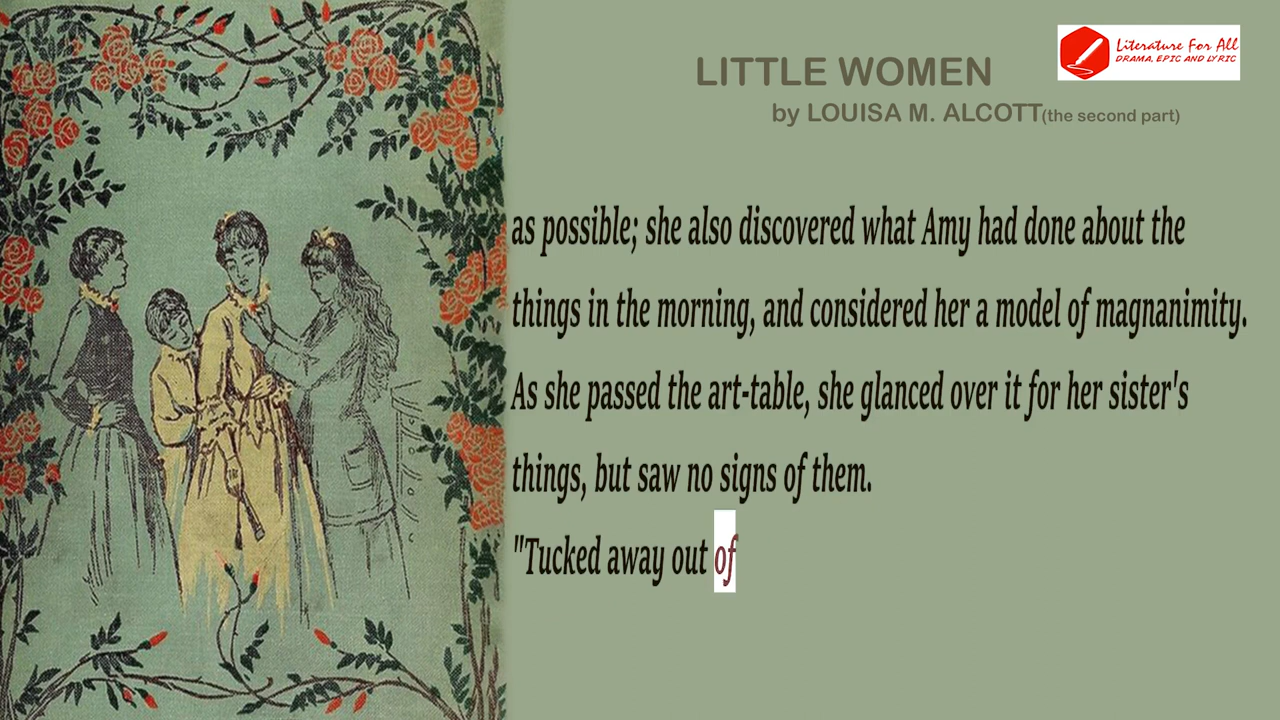 LITTLE WOMEN
by LOUISA M. ALCOTT(the second part)
Literature For All
DRAMA, EPIC AND LYRIC
as possible; she also discovered what Amy had done about the
things in the morning, and considered her a model of magnanimity.
As she passed the art-table, she glanced over it for her sister's
things, but saw no signs of them.
"Tucked away out of